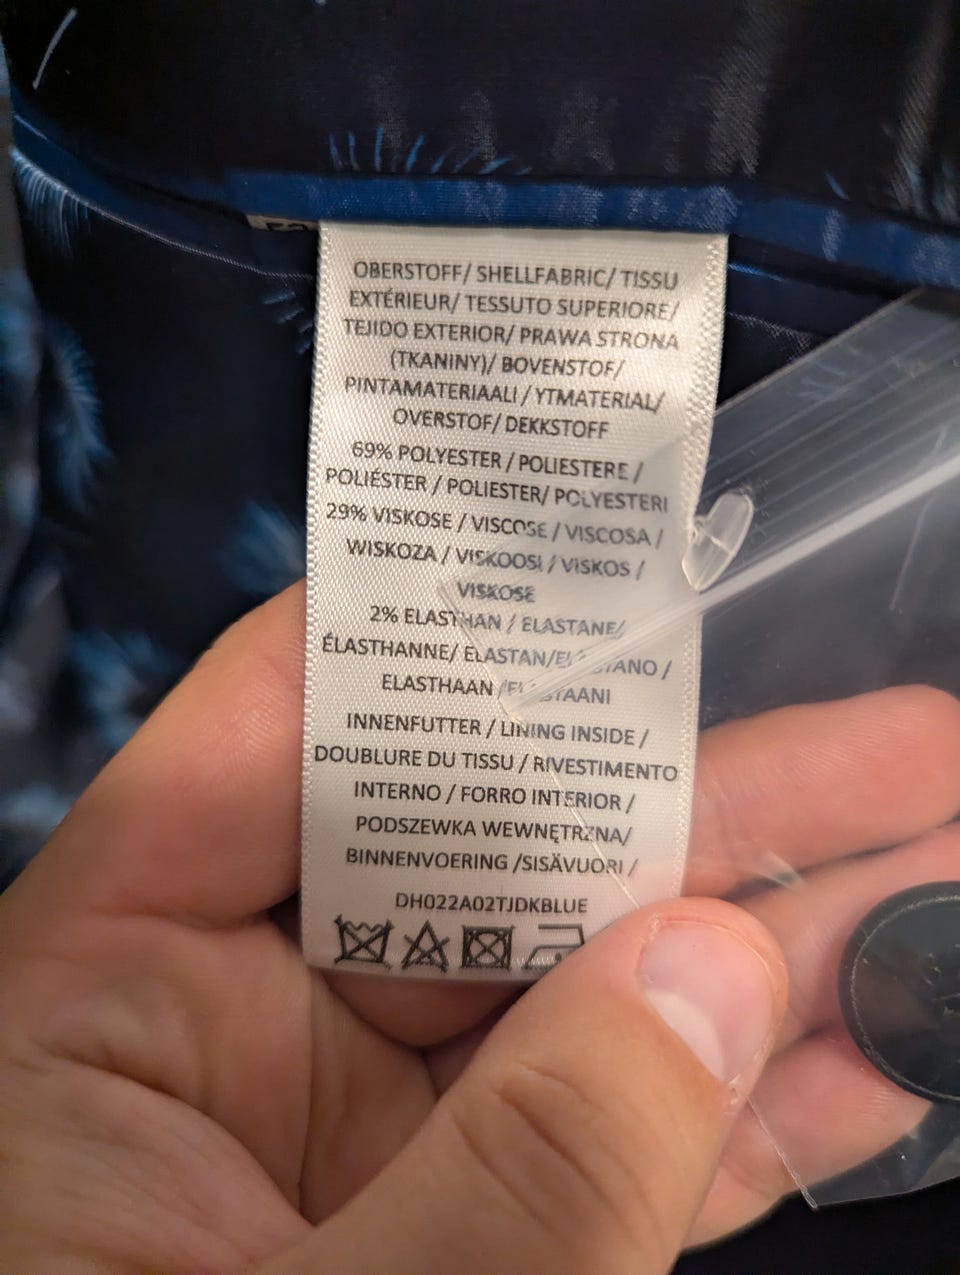 OBERSTOFF/ SHELLFABRIC/ TISSU
EXTÉRIEUR/ TESSUTO SUPERIORE/
TEJIDO EXTERIOR/ PRAWA STRONA
(TKANINY)/ BOVENSTOF/
PINTAMATERIAALI / YTMATERIAL/
OVERSTOF/ DEKKSTOFF
69% POLYESTER / POLIESTERE /
POLIÉSTER / POLIESTER/ POLYESTERI
29% VISKOSE / VISCOSE / VISCOSA /
WISKOZA / VISKOOSI / VISKOS /
VISKOSE
2% ELASTHAN / ELASTANE/
ÉLASTHANNE/ ELASTAN/ELASTANO /
ELASTHAAN /ELASTAANI
INNENFUTTER / LINING INSIDE /
DOUBLURE DU TISSU / RIVESTIMENTO
INTERNO / FORRO INTERIOR /
PODSZEWKA WEWNĘTRZNA/
BINNENVOERING /SISÄVUORI /
DH022A02TJDKBLUE